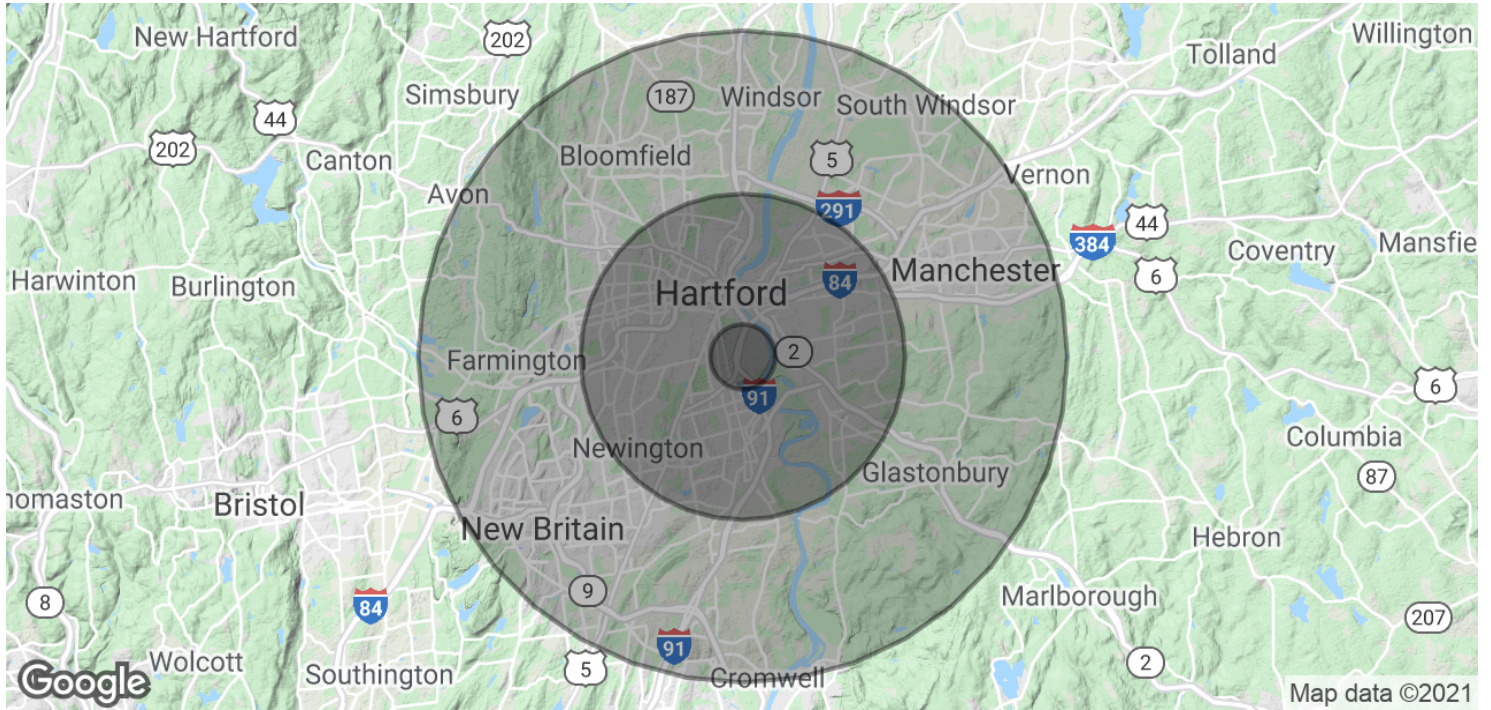 New Hartford
202
Willington
Tolland
Simsbury
187
Windsor
South Windsor
44
202
Canton
Bloomfield
5
Vernon
Avon
291
44
384
Coventry
Mansfie
Harwinton
Burlington
Hartford
84
Manchester
6
Farmington
2
6
91
6
Newington
Columbia
Glastonbury
87
homaston
Bristol
New Britain
Hebron
8
84
9
Marlborough
207
91
Wolcott
Southington
5
Cromwell
2
Google
Map data ©2021